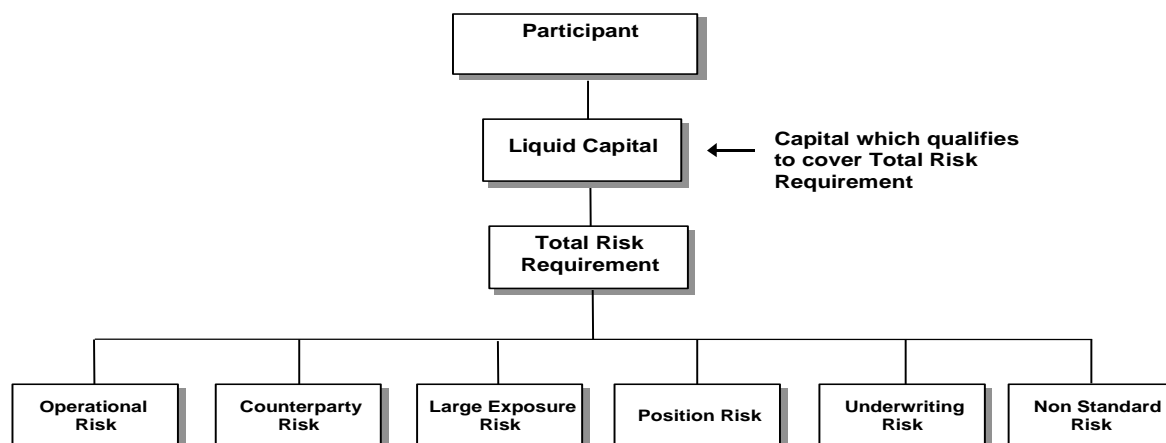 Participant
Liquid Capital
Capital which qualifies
to cover Total Risk
Requirement
Total Risk
Requirement
Operational
Risk
Counterparty
Risk
Large Exposure
Risk
Position Risk
Underwriting
Risk
Non Standard
Risk